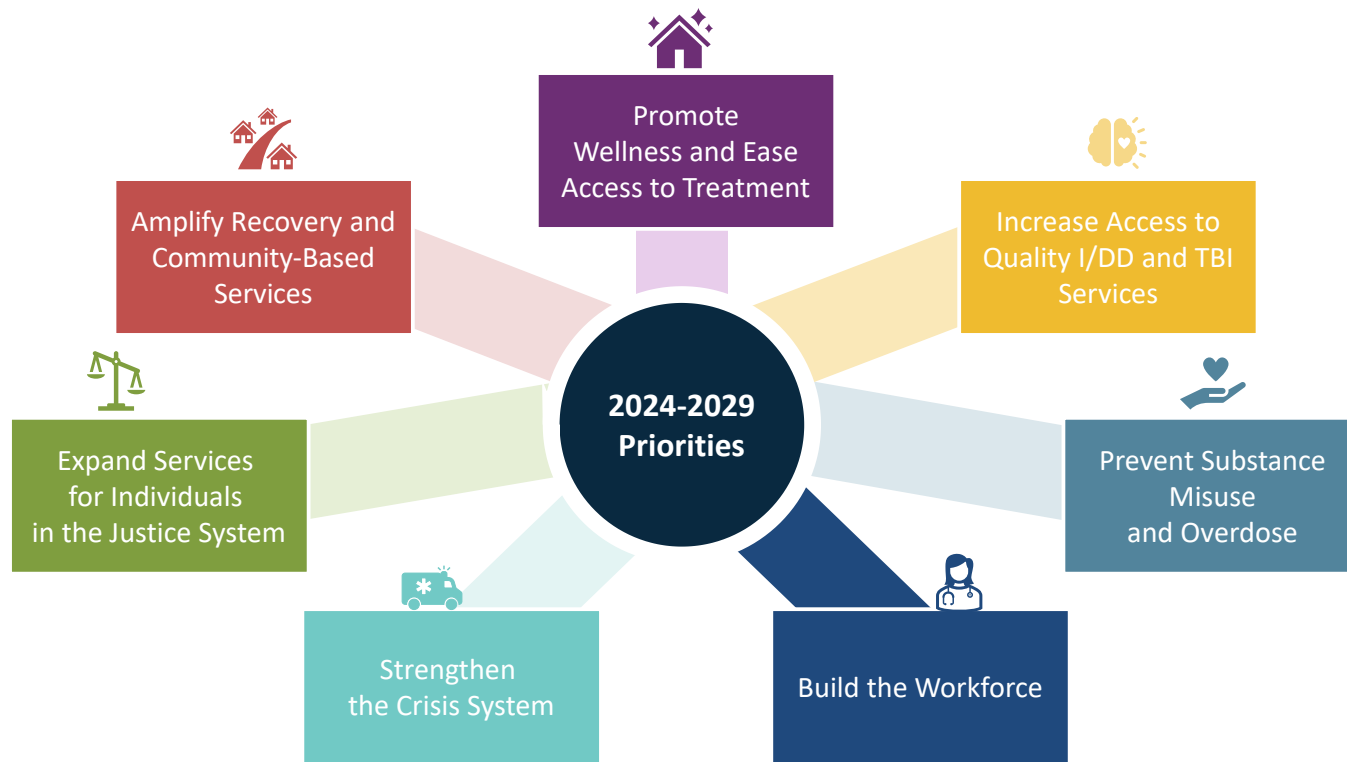 Promote
Wellness and Ease
Access to Treatment
Amplify Recovery and
Community-Based
Services
Increase Access to
Quality I/DD and TBI
Services
2024-2029
Priorities
Expand Services
for Individuals
in the Justice System
Prevent Substance
Misuse
and Overdose
Strengthen
the Crisis System
Build the Workforce